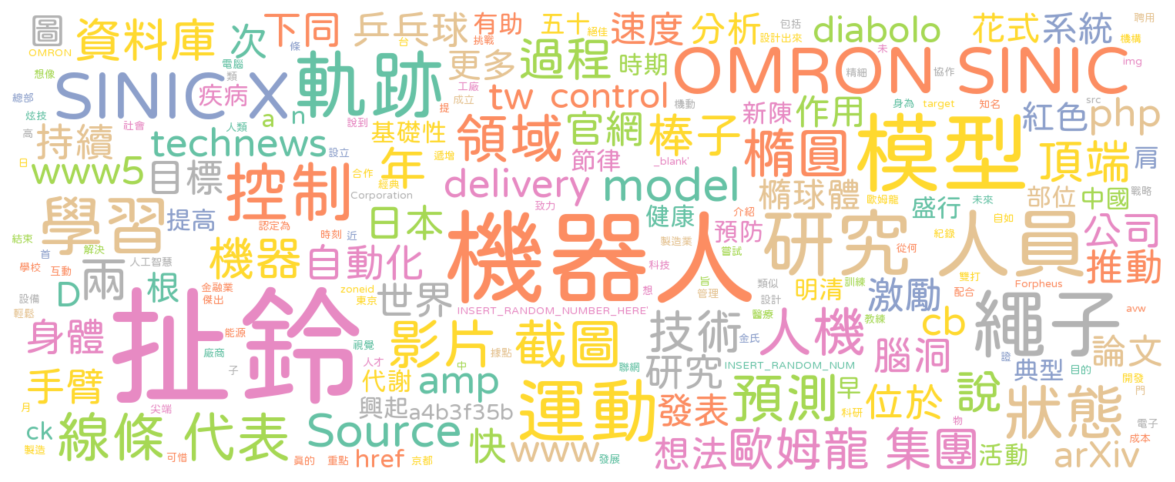 圖
資料庫
次
下同
乒乓球
有助
速度
分析
絕佳
設計出來
包括
diabolo
花式
系統
聘用
機構
OMRON
想像
條
電腦
台
挑戰
五十
未
SINIC X
軌跡
更多
過程
時期
OMRON SINIC
精細
協作
img
類
疾病
總部
工廠
成立
提
機動
身為
target
知名
src
炫技
社會
a
n
tw
control
新陳
作用
紅色
php
高
持續
technews
人類
設立
說到
基礎性
遞增
領域
官網
棒子
橢圓
模型
頂端
肩
日
www5
目標
控制
合作
經典
年
節律
_blank'
Corporation
delivery
model
橢球體
歐姆龍
未來
部位
中國
戰略
學習
提高
認定為
日本
致力
健康
介紹
預防
盛行
自如
紀錄
公司
結束
首
近
時刻
機器
自動化
機器人
製造業
嘗試
研究 人員
從何
推動
解決
學校
互動
人工智慧
兩
D
根
金融業
傑出
zoneid
東京
世界
科技
想
旨
管理
類似
設計
明清
訓練
激勵
雙打
配合
Forpheus
設備
輕鬆
扯鈴
INSERT_RANDOM_NUMBER_HERE'
醫療
教練
cb
繩子
avw
身體
能源
廠商
視覺
影片 截圖
技術
人機
金氏
腦洞
論文
子
人才
中
據點
聯網
INSERT_RANDOM_NUM
證
典型
目的
開發
門
手臂
代謝
amp
運動
研究
預測
早
位於
說
狀態
月
尖端
興起
a4b3f35b
發表
科研
物
電子
ck
線條 代表
Source
快
www
想法
歐姆龍 集團
活動
arXiv
成本
製造
可惜
真的
重點
href
京都
發展